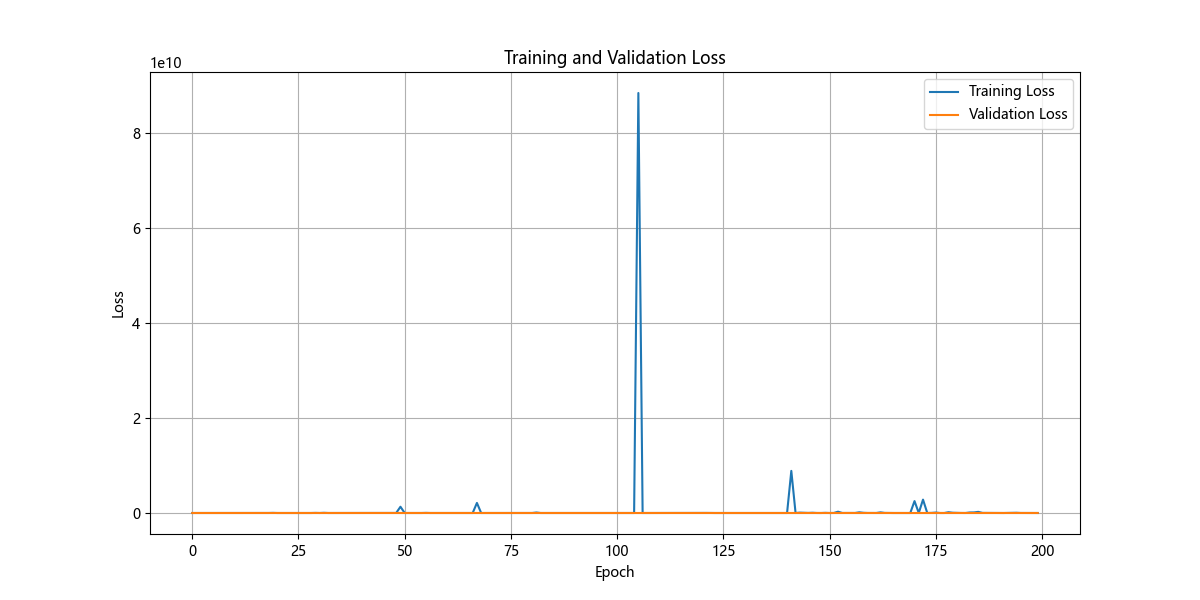 Training and Validation Loss
1e10
Training Loss
Validation Loss
8
6
4
2
0
Loss
0 25 50 75 100 125 150 175 200
Epoch